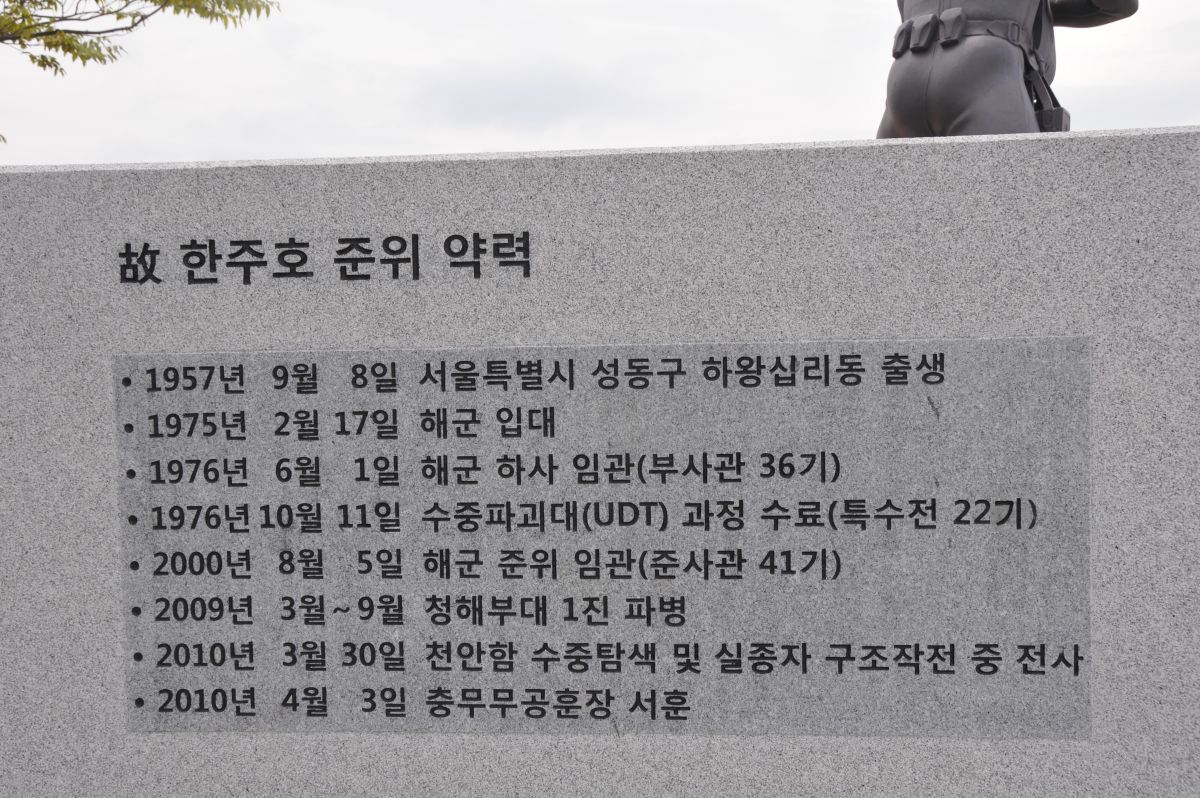 故 한주호 준위 약력
• 1957년 9월 8일 서울특별시 성동구 하왕십리동 출생
• 1975년 2월 17일 해군 입대
• 1976년 6월 1일 해군 하사 임관(부사관 36기)
• 1976년 10월 11일 수중파괴대(UDT) 과정 수료(특수전 22기)
• 2000년 8월 5일 해군 준위 임관(준사관 41기)
• 2009년 3월~9월 청해부대 1진 파병
• 2010년 3월 30일 천안함 수중탐색 및 실종자 구조작전 중 전사
• 2010년 4월 3일 충무무공훈장 서훈